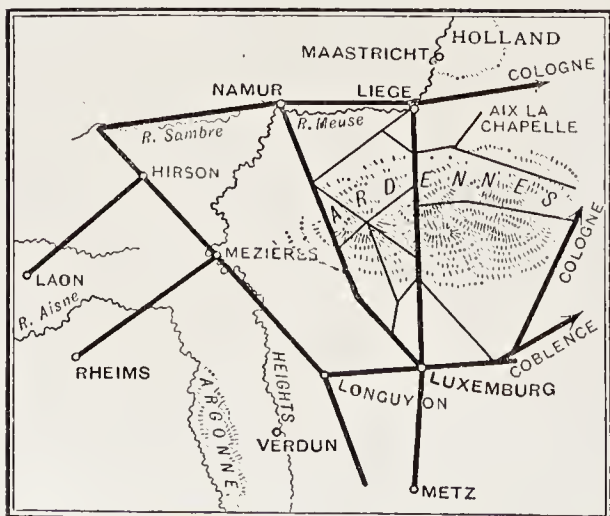 HOLLAND
MAASTRICHT
COLOGNE
NAMUR
LIEGE
R. Meuse
R. Sambre
AIX LA
CHAPELLE
HIRSON
ARDENNES
MEZIERES
COLOGNE
LAON
R. Aisne
COBLENCE
RHEIMS
HEIGHTS
LONGUYON
LUXEMBURG
ARGONNE
VERDUN
METZ